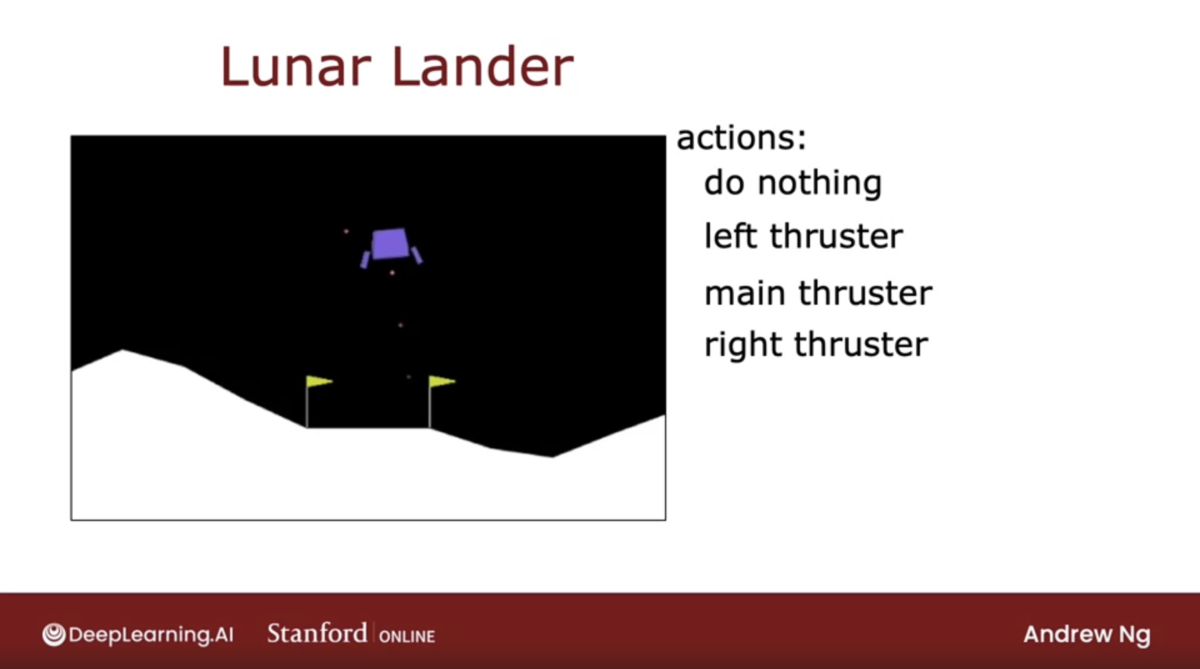 Lunar Lander
actions:
do nothing
left thruster
main thruster
right thruster
DeepLearning.AI Stanford ONLINE Andrew Ng